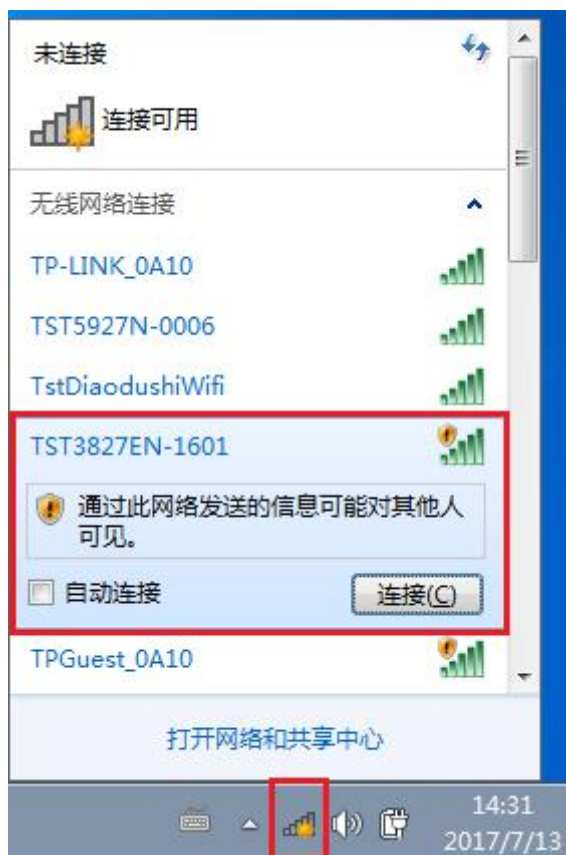 未连接
连接可用
无线网络连接
TP-LINK_0A10
TST5927N-0006
TstDiaodushiWifi
TST3827EN-1601
通过此网络发送的信息可能对其他人
可见。
自动连接
连接(C)
TPGuest_0A10
打开网络和共享中心
14:31
2017/7/13